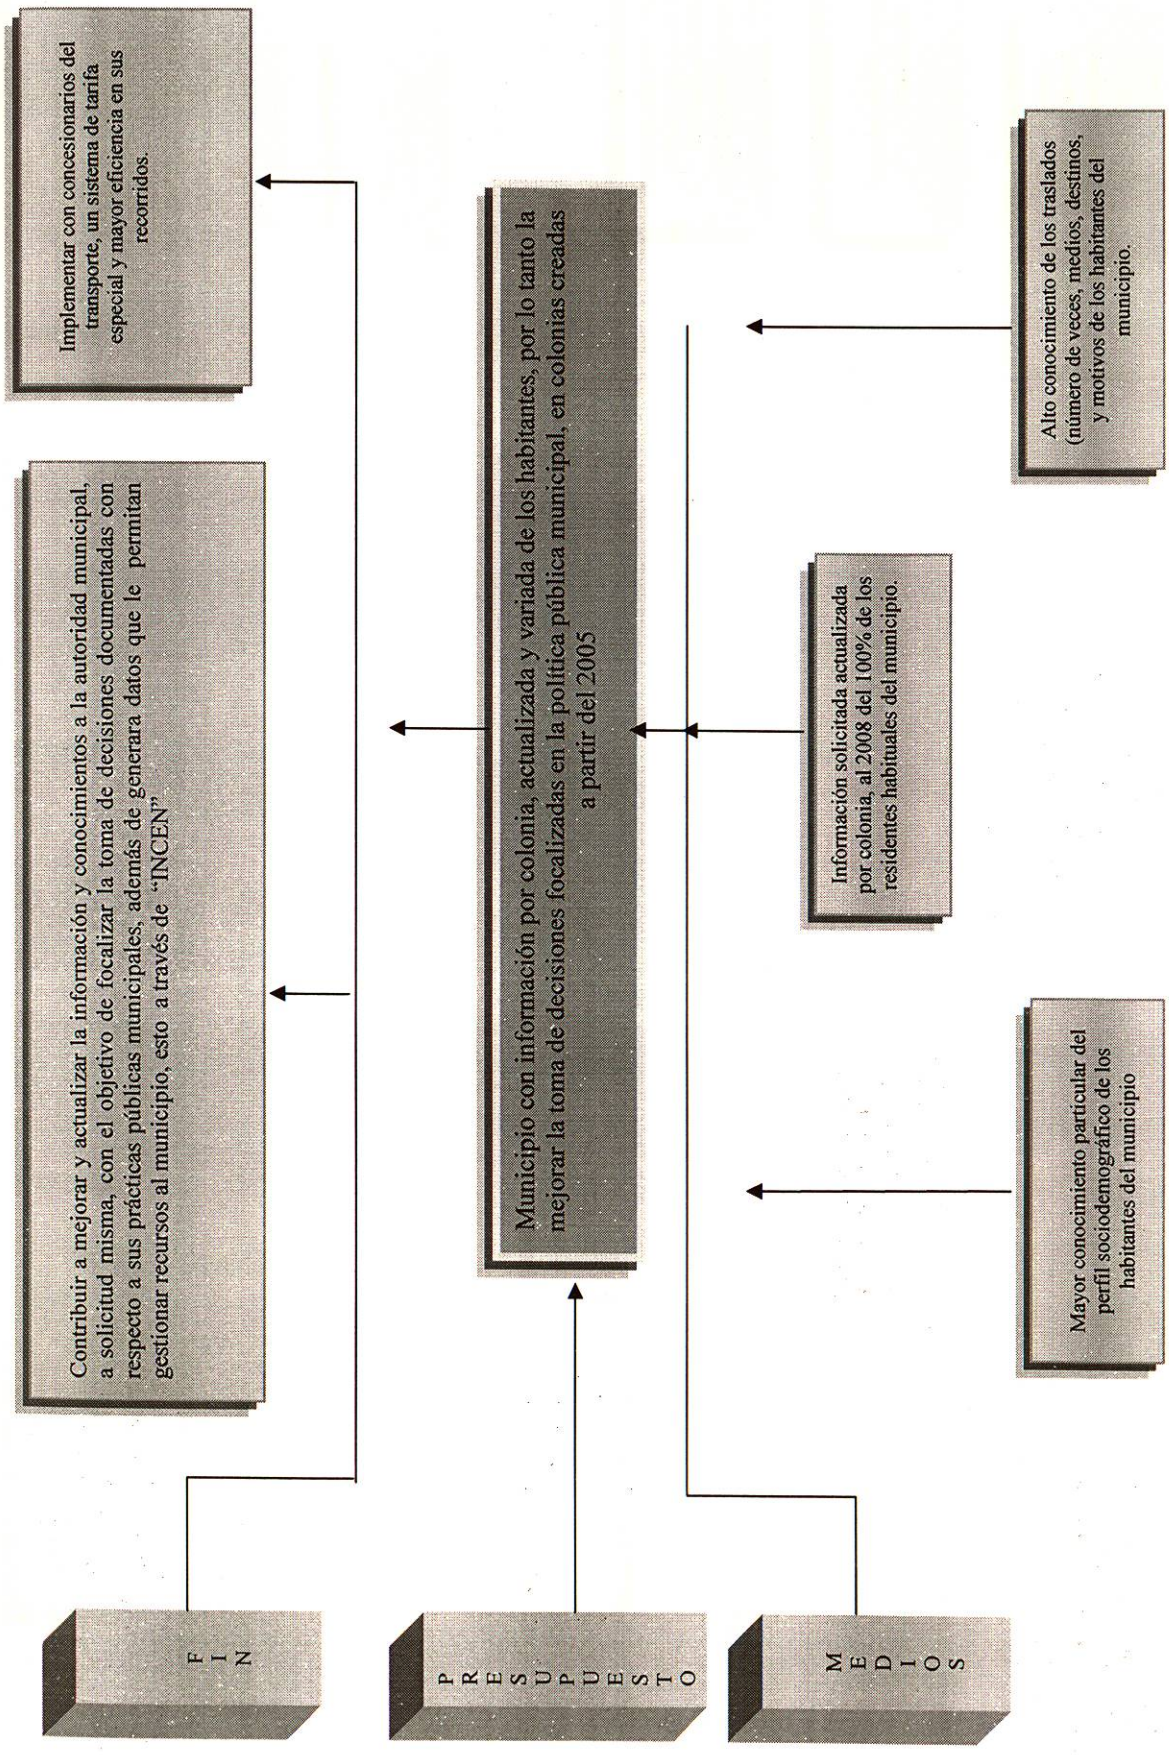 F
I
N
Contribuir a mejorar y actualizar la información y conocimientos a la autoridad municipal,
a solicitud misma, con el objetivo de focalizar la toma de decisiones documentadas con
respecto a sus prácticas públicas municipales, además de generara datos que le permitan
gestionar recursos al municipio, esto a través de “INCEN”
Implementar con concesionarios del
transporte, un sistema de tarifa
especial y mayor eficiencia en sus
recorridos.
P
R
E
S
U
P
U
E
S
T
O
Municipio con información por colonia, actualizada y variada de los habitantes, por lo tanto la
mejorar la toma de decisiones focalizadas en la política pública municipal, en colonias creadas
a partir del 2005
M
E
D
I
O
S
Mayor conocimiento particular del
perfil sociodemográfico de los
habitantes del municipio
Información solicitada actualizada
por colonia, al 2008 del 100% de los
residentes habituales del municipio.
Alto conocimiento de los traslados
(número de veces, medios, destinos,
y motivos de los habitantes del
municipio.